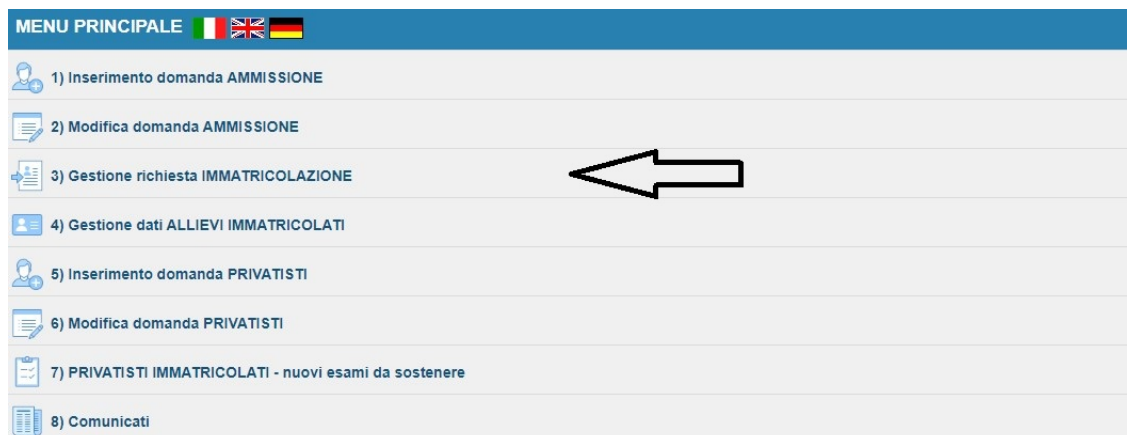 MENU PRINCIPALE
1) Inserimento domanda AMMISSIONE
2) Modifica domanda AMMISSIONE
3) Gestione richiesta IMMATRICOLAZIONE
4) Gestione dati ALLIEVI IMMATRICOLATI
5) Inserimento domanda PRIVATISTI
6) Modifica domanda PRIVATISTI
7) PRIVATISTI IMMATRICOLATI - nuovi esami da sostenere
8) Comunicati